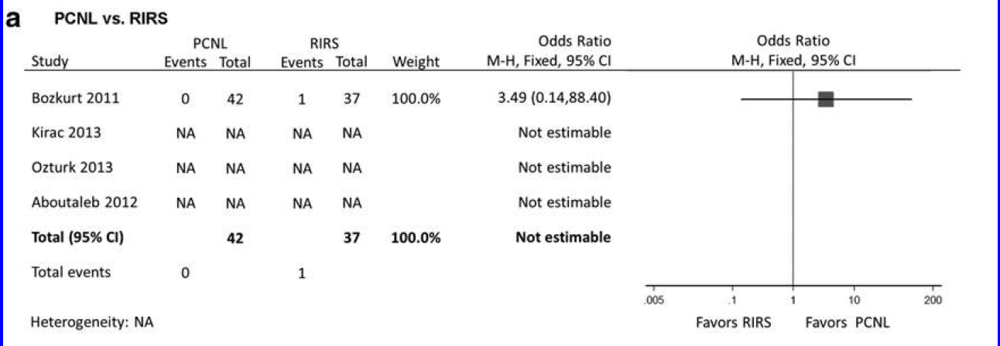 a PCNL vs. RIRS
PCNL RIRS Odds Ratio Odds Ratio
Study Events Total Events Total Weight M-H, Fixed, 95% CI M-H, Fixed, 95% CI
Bozkurt 2011 0 42 1 37 100.0% 3.49 (0.14,88.40)
Kirac 2013 NA NA NA NA Not estimable
Ozturk 2013 NA NA NA NA Not estimable
Aboutaleb 2012 NA NA NA NA Not estimable
Total (95% CI) 42 37 100.0% Not estimable
Total events 0 1
.005 .1 1 10 200
Heterogeneity: NA Favors RIRS Favors PCNL